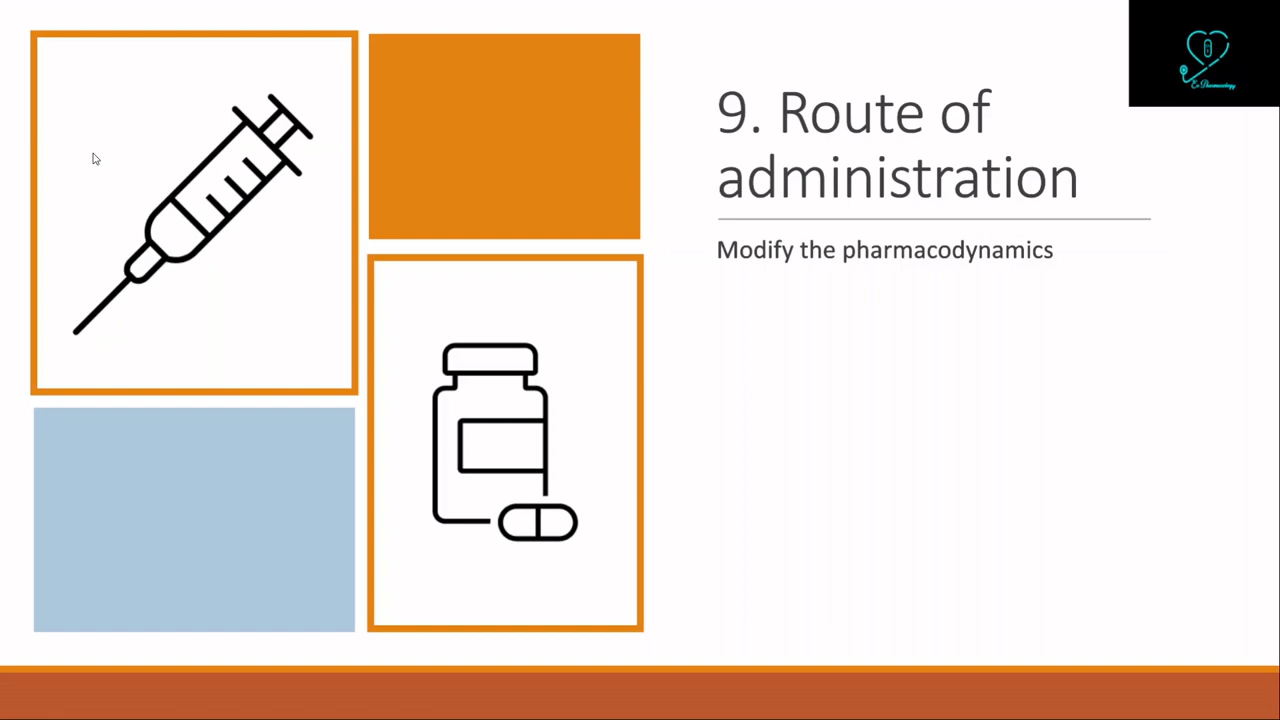 9. Route of
administration
Modify the pharmacodynamics